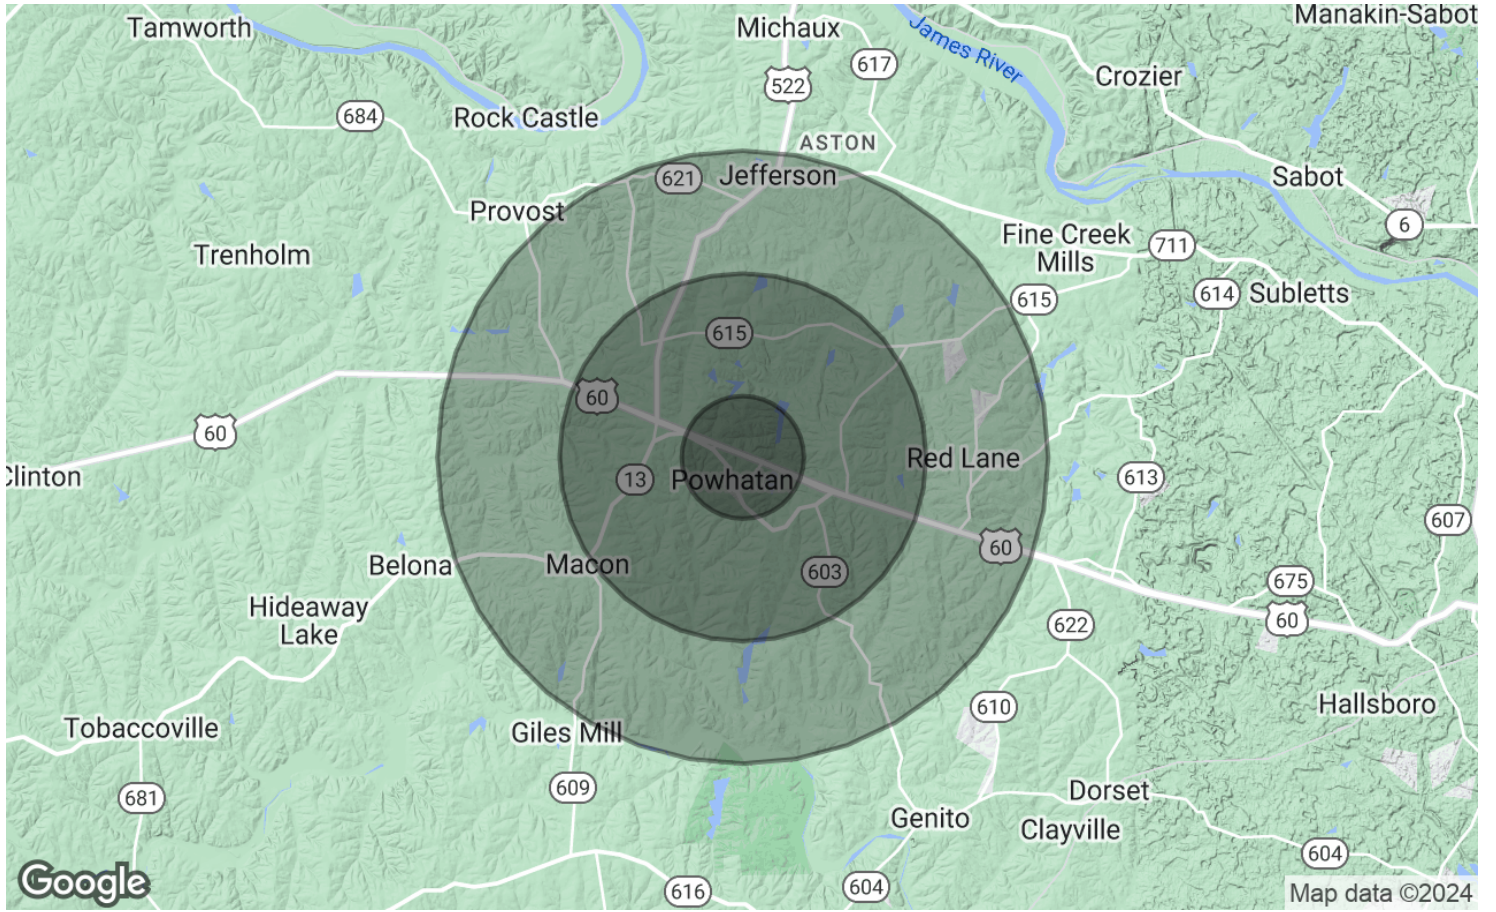 Tamworth
Michaux
Manakin-Sabot
James River
617
522
Crozier
684
Rock Castle
ASTON
621
Jefferson
Sabot
Provost
6
Trenholm
Fine Creek
Mills
711
615
614
Subletts
615
60
60
Clinton
13
Powhatan
Red Lane
613
607
60
Belona
Macon
603
675
Hideaway
Lake
622
60
610
Hallsboro
Tobaccoville
Giles Mill
609
681
Dorset
Genito
Clayville
604
Google
616
604
Map data ©2024